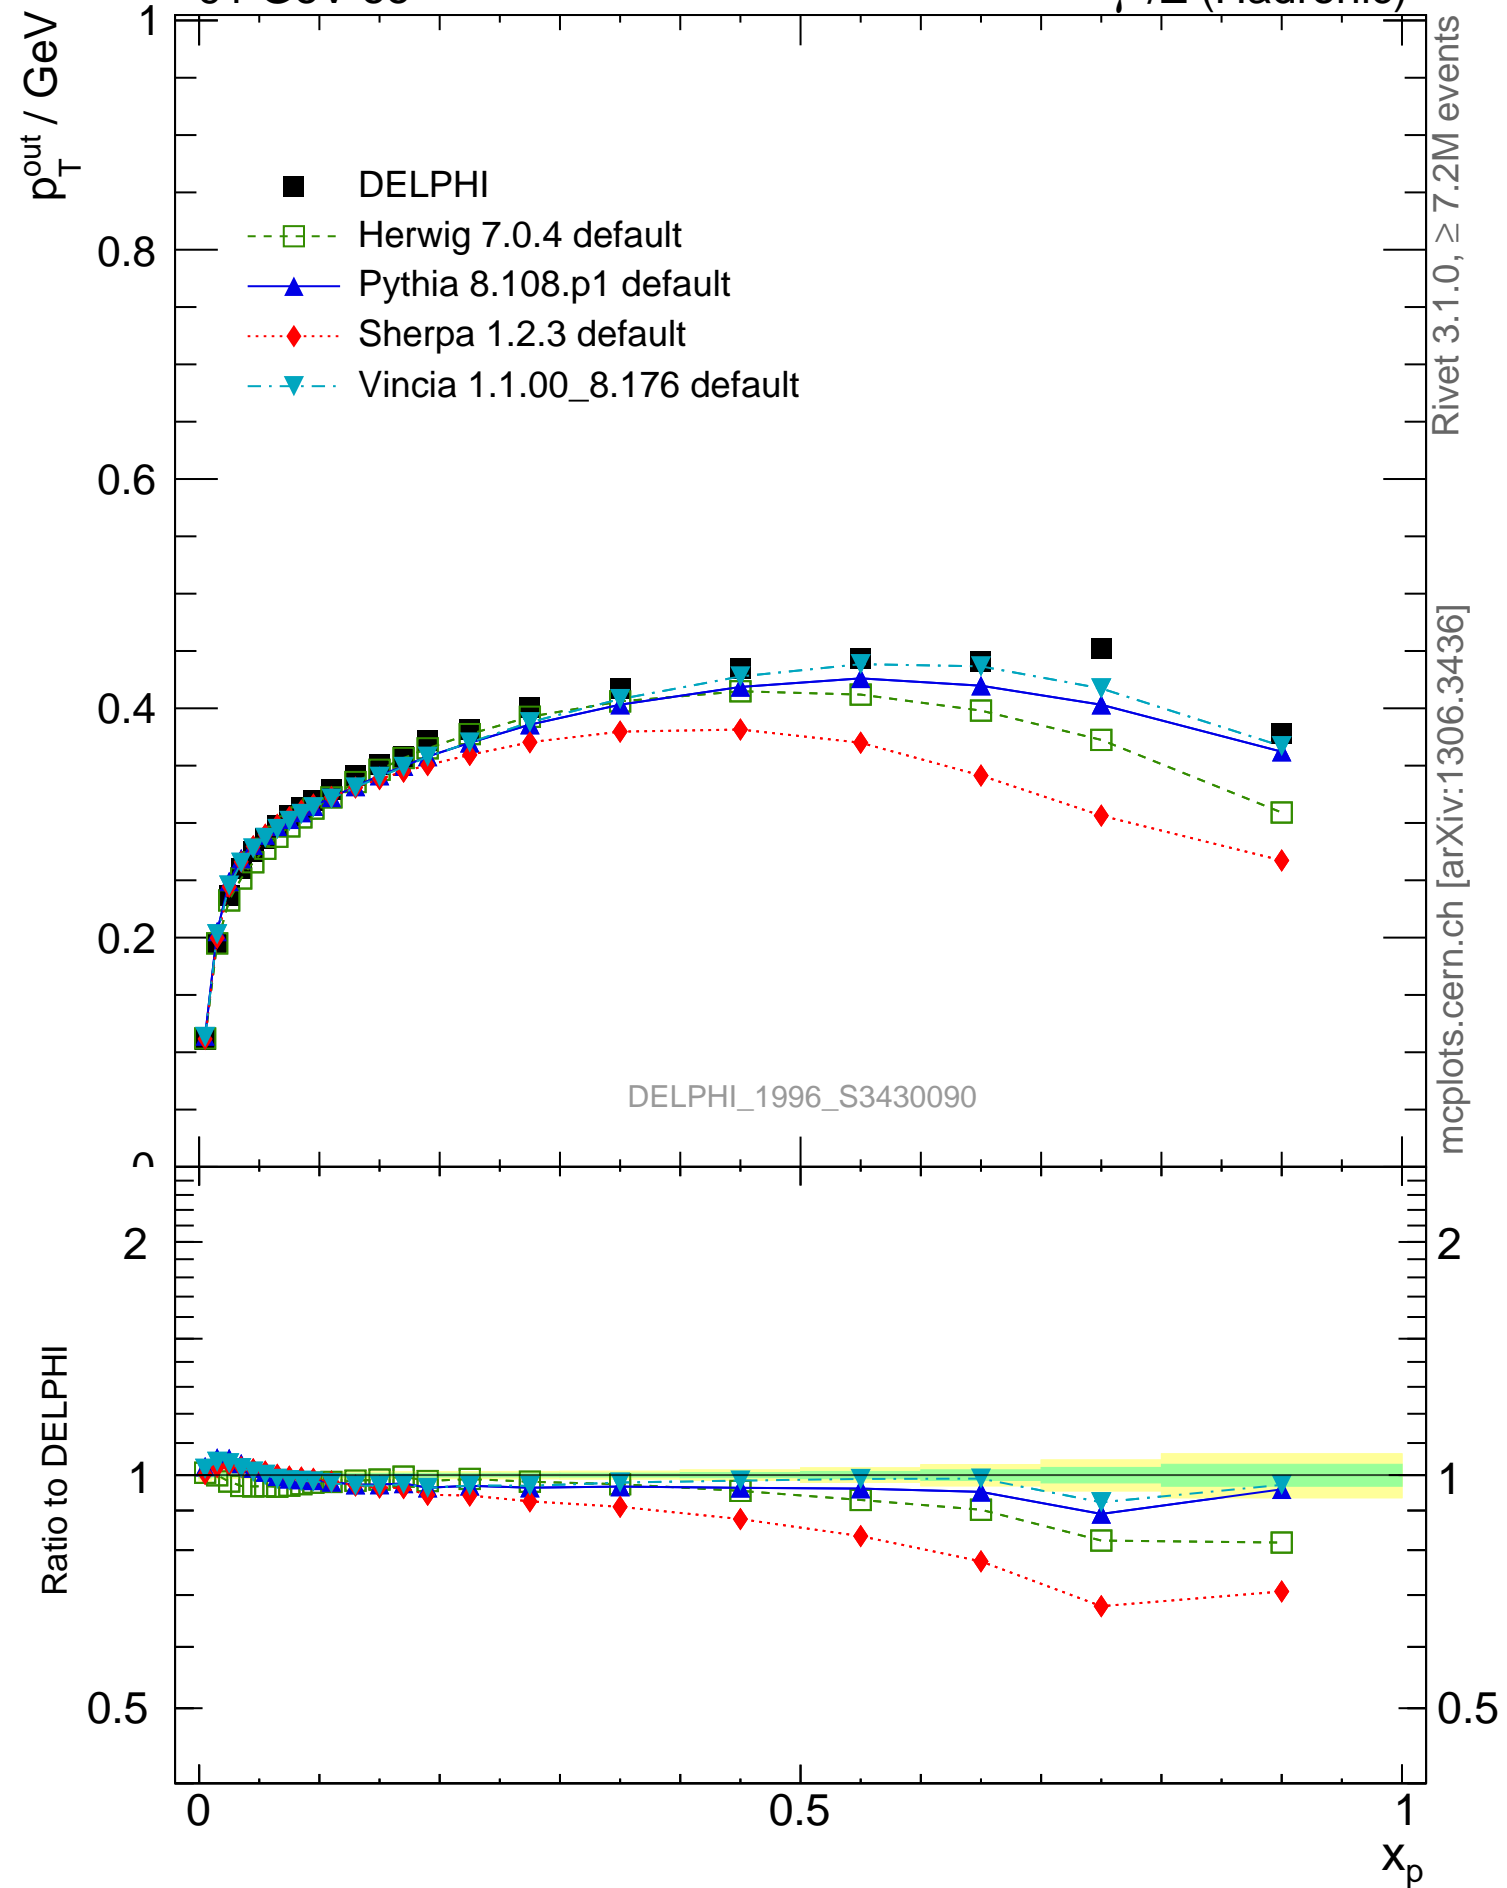 p_T^out / GeV
1
0.8
0.6
0.4
0.2
DELPHI
Herwig 7.0.4 default
Pythia 8.108.p1 default
Sherpa 1.2.3 default
Vincia 1.1.00_8.176 default
DELPHI_1996_S3430090
Rivet 3.1.0, ≥ 7.2M events
mcplots.cern.ch [arXiv:1306.3436]
Ratio to DELPHI
2
1
0.5
2
1
0.5
0
0.5
1
x_p